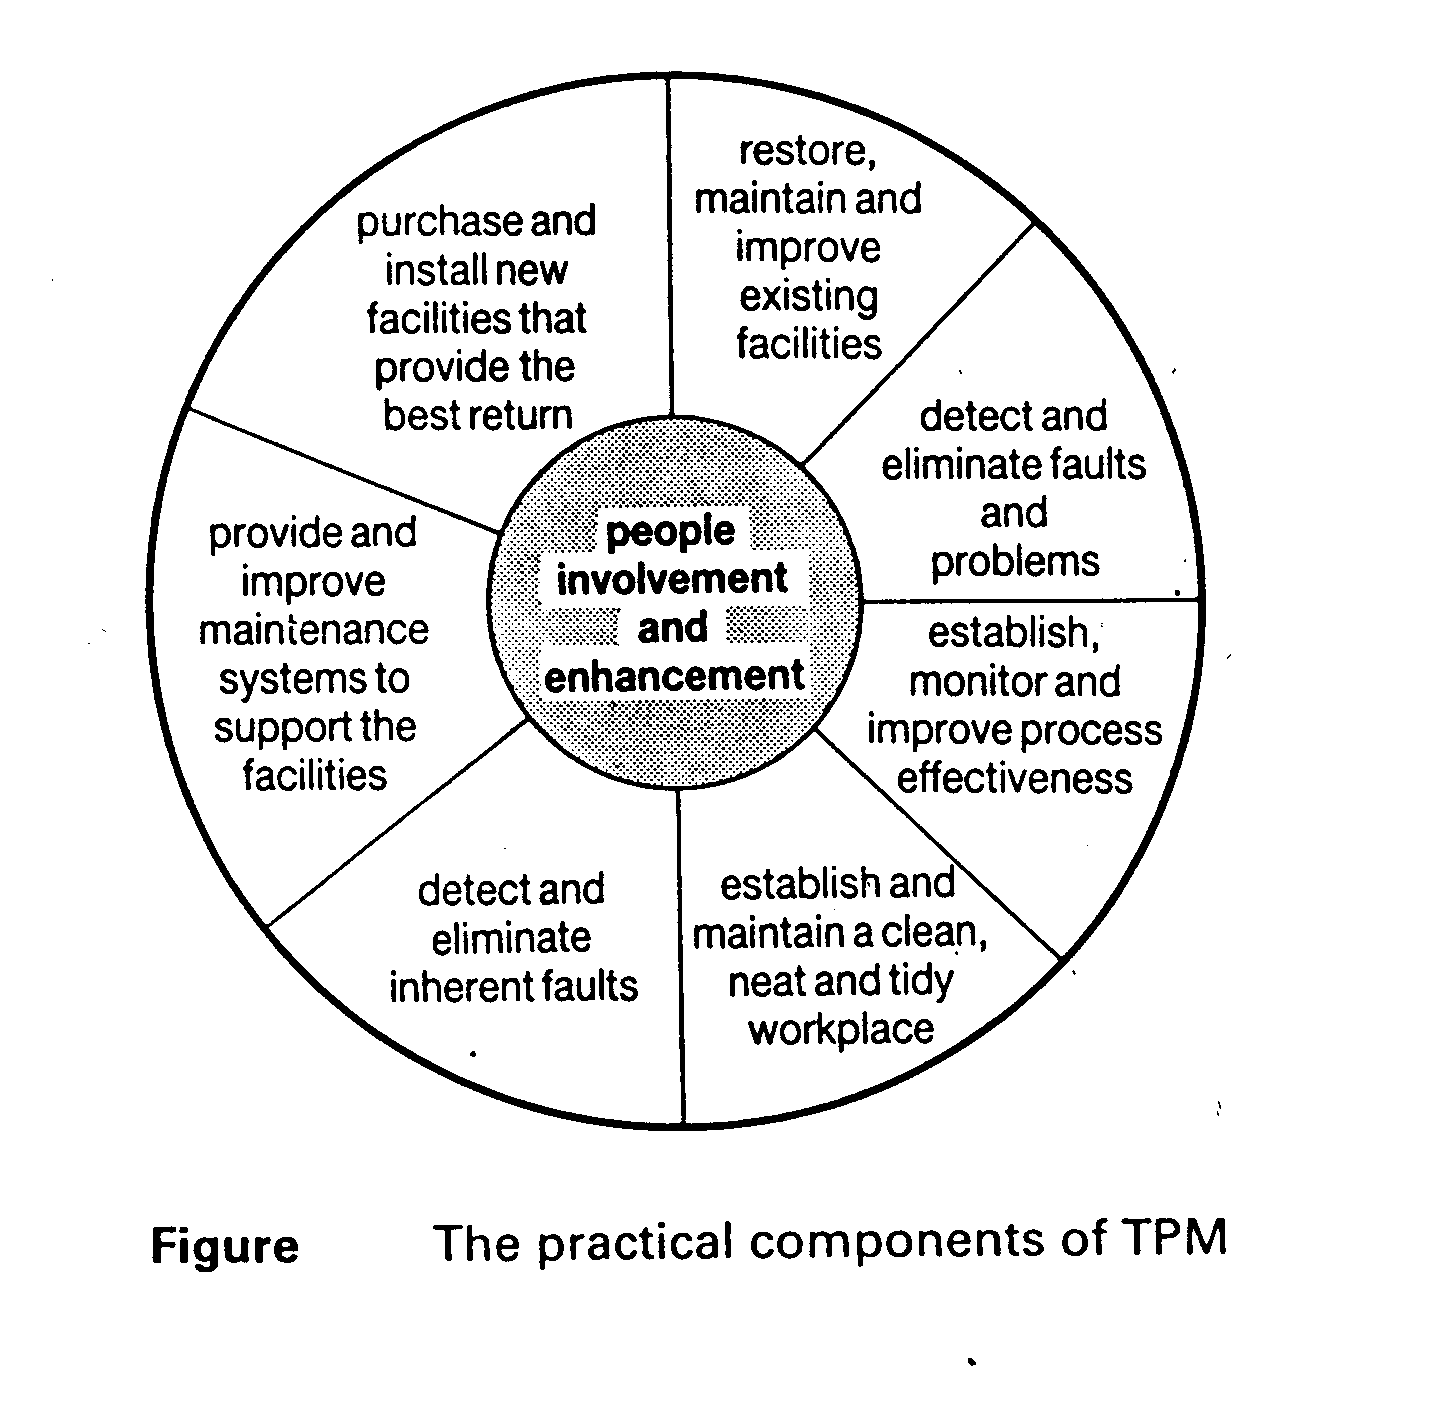 restore,
maintain and
improve
existing
facilities
detect and
eliminate faults
and
problems
establish,
monitor and
improve process
effectiveness
establish and
maintain a clean,
neat and tidy
workplace
detect and
eliminate
inherent faults
provide and
improve
maintenance
systems to
support the
facilities
purchase and
install new
facilities that
provide the
best return
people
involvement
and
enhancement
Figure The practical components of TPM